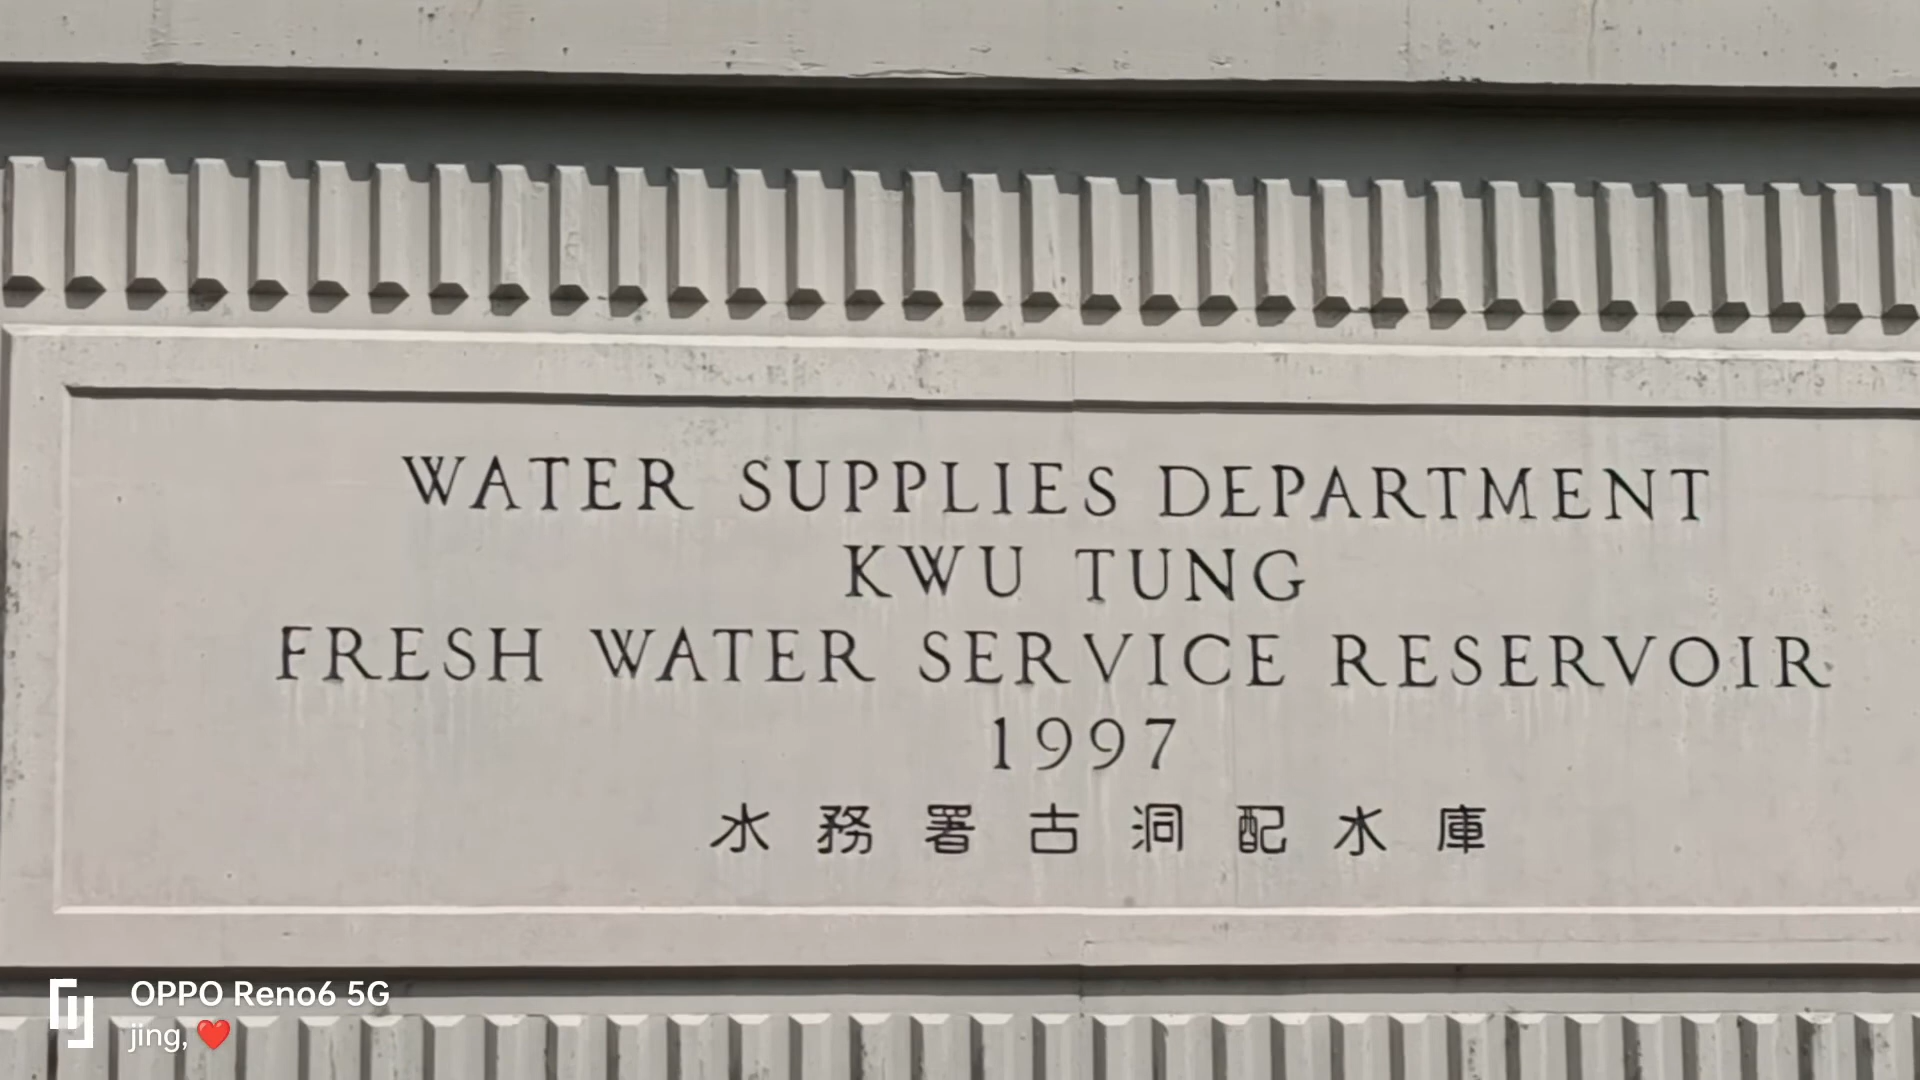 WATER SUPPLIES DEPARTMENT
KWU TUNG
FRESH WATER SERVICE RESERVOIR
1997
水務署古洞配水庫
OPPO Reno6 5G
jing, ❤️